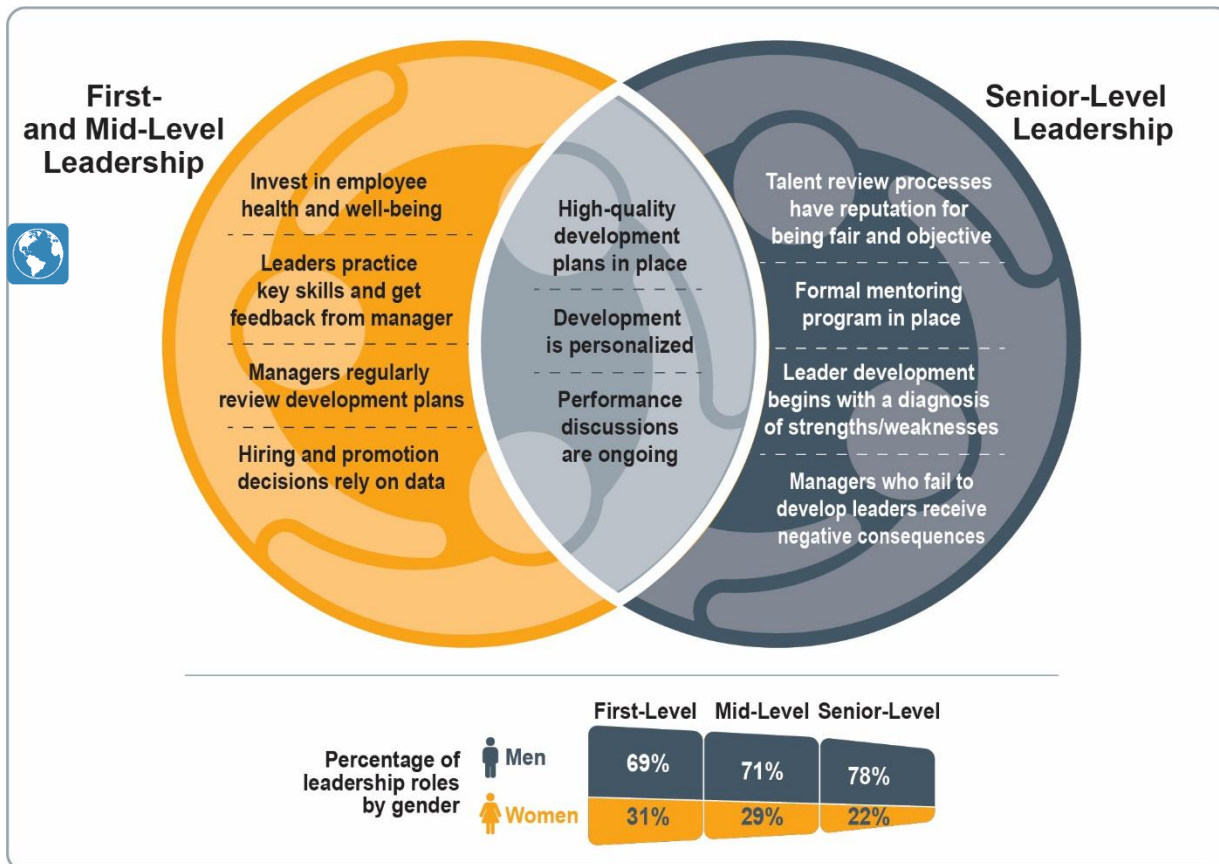 First-
and Mid-Level
Leadership
Senior-Level
Leadership
Invest in employee
health and well-being
Leaders practice
key skills and get
feedback from manager
Managers regularly
review development plans
Hiring and promotion
decisions rely on data
High-quality
development
plans in place
Development
is personalized
Performance
discussions
are ongoing
Talent review processes
have reputation for
being fair and objective
Formal mentoring
program in place
Leader development
begins with a diagnosis
of strengths/weaknesses
Managers who fail to
develop leaders receive
negative consequences
Percentage of
leadership roles
by gender
First-Level Mid-Level Senior-Level
Men 69% 71% 78%
Women 31% 29% 22%